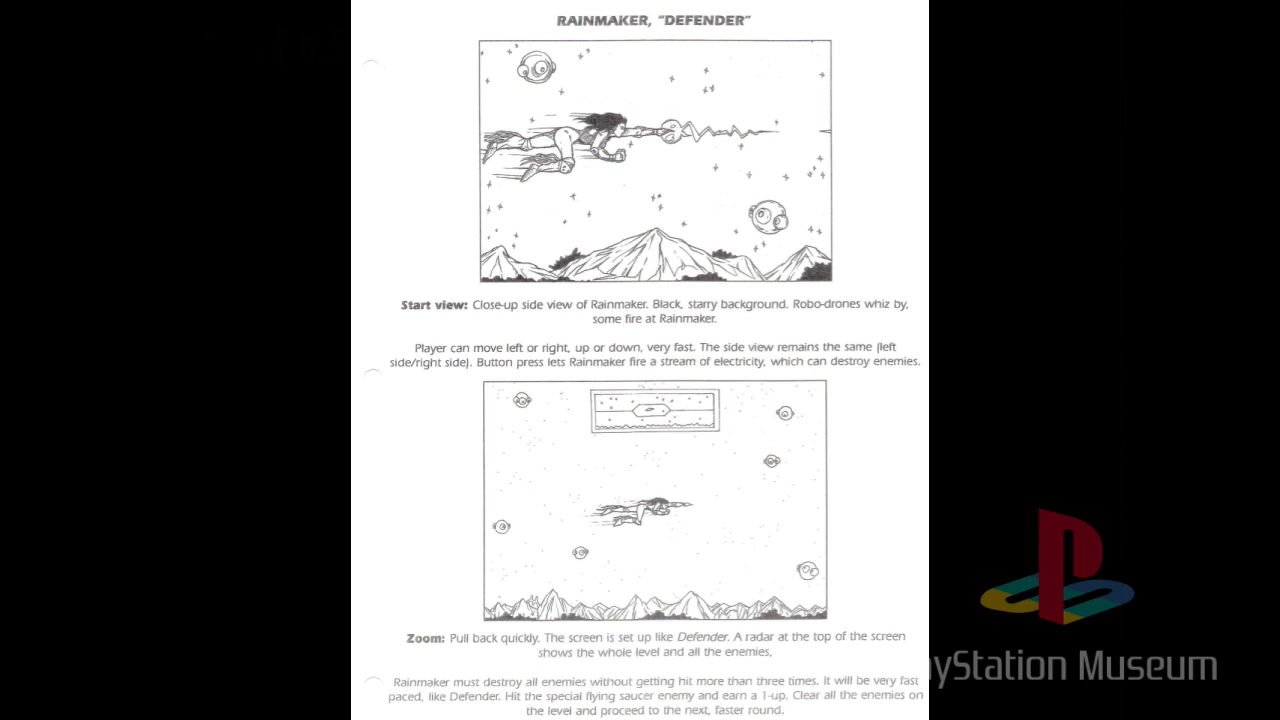 RAINMAKER, "DEFENDER"
Start view: Close-up side view of Rainmaker. Black, starry background. Robo-drones whiz by,
some fire at Rainmaker.
Player can move left or right, up or down, very fast. The side view remains the same (left
side/right side). Button press lets Rainmaker fire a stream of electricity, which can destroy enemies.
Zoom: Pull back quickly. The screen is set up like Defender. A radar at the top of the screen
shows the whole level and all the enemies,
Rainmaker must destroy all enemies without getting hit more than three times. It will be very fast
paced, like Defender. Hit the special flying saucer enemy and earn a 1-up. Clear all the enemies on
the level and proceed to the next, faster round.
yStation Museum